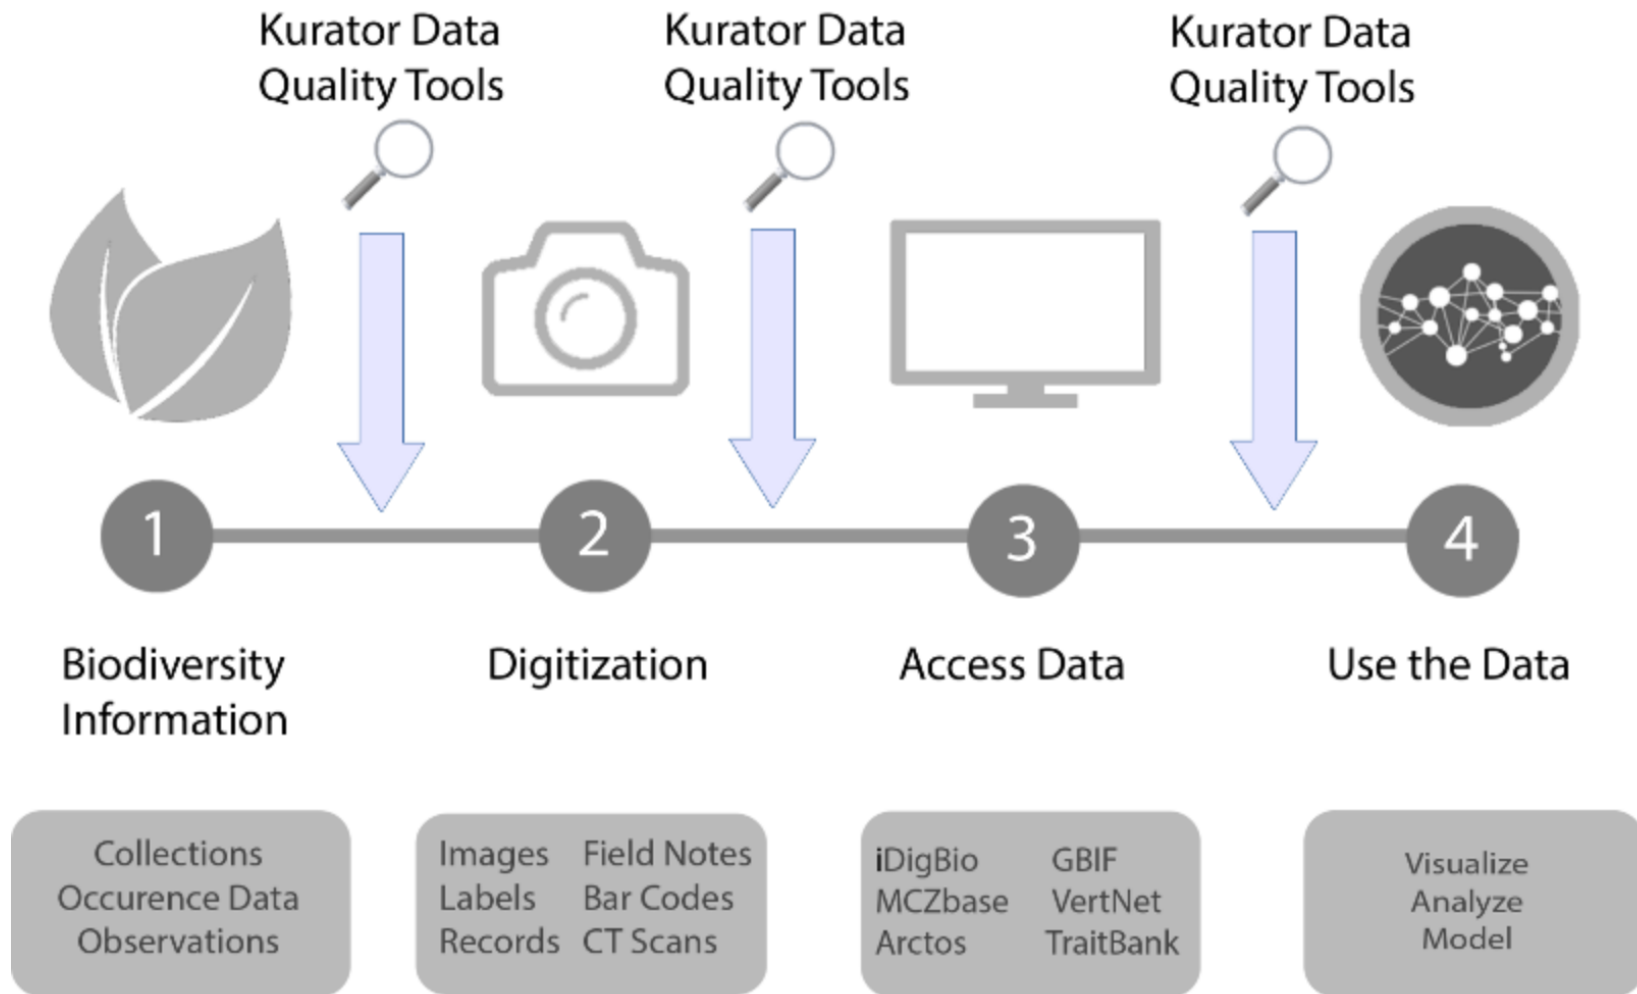 Kurator Data
Quality Tools
Kurator Data
Quality Tools
Kurator Data
Quality Tools
1
2
3
4
Biodiversity
Information
Digitization
Access Data
Use the Data
Collections
Occurence Data
Observations
Images Field Notes
Labels Bar Codes
Records CT Scans
iDigBio GBIF
MCZbase VertNet
Arctos TraitBank
Visualize
Analyze
Model